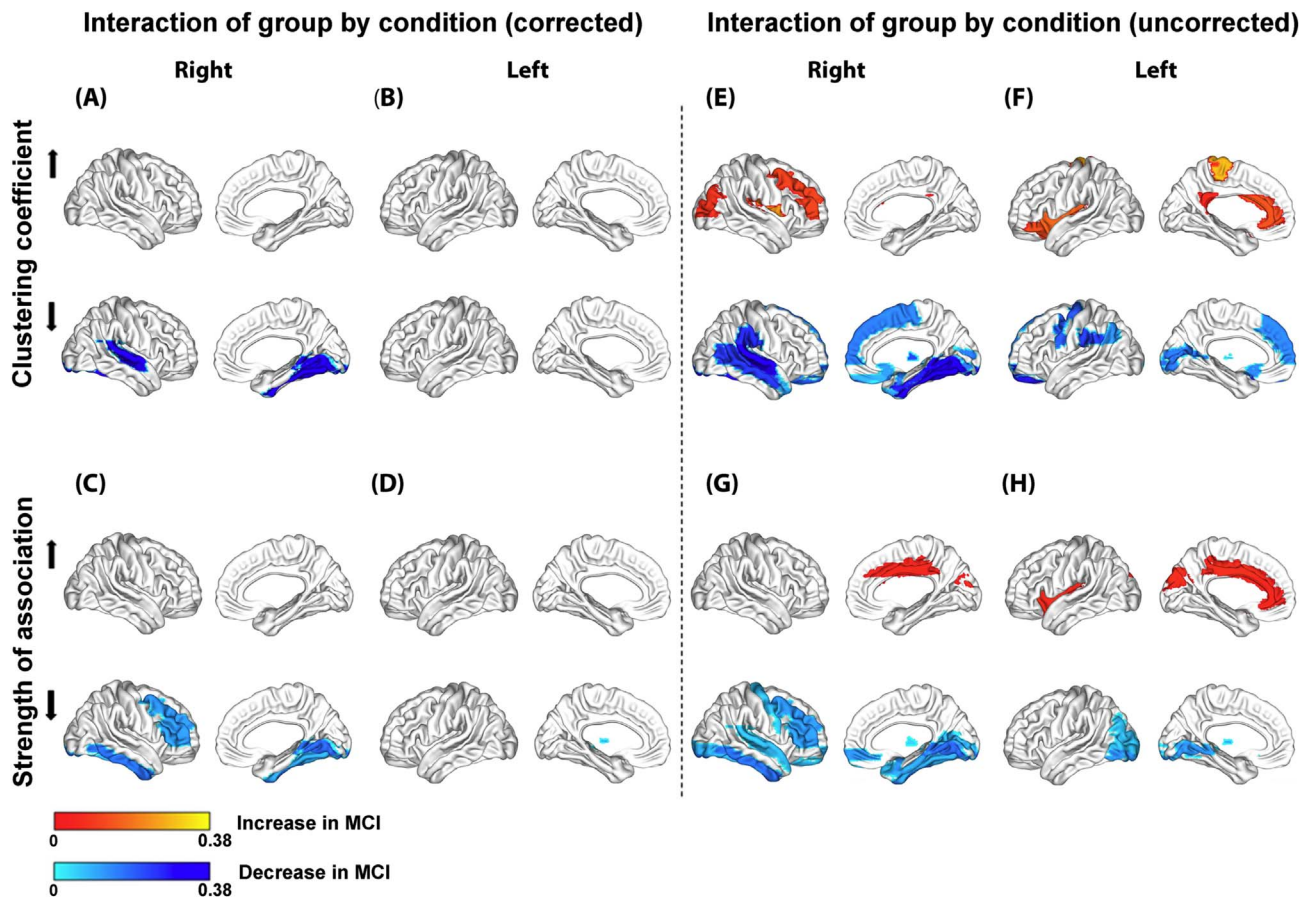 Interaction of group by condition (corrected)
Interaction of group by condition (uncorrected)
Right
Left
Right
Left
(A)
(B)
(E)
(F)
Clustering coefficient
(C)
(D)
(G)
(H)
Strength of association
Increase in MCI
0
0.38
Decrease in MCI
0
0.38